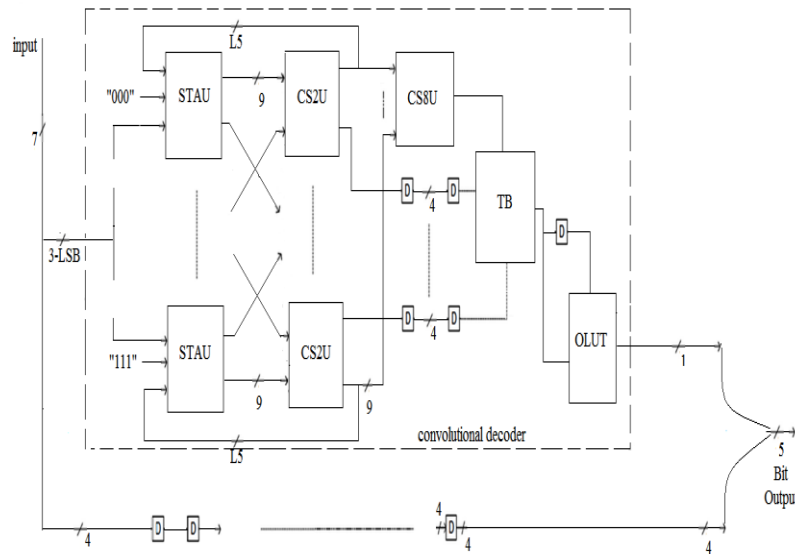 L5
input
STAU
CS2U
CS8U
"000"
9
7
D
D
4
TB
3-LSB
D
D
D
4
STAU
CS2U
OLUT
"111"
9
9
1
L5
convolutional decoder
5
Bit
Outpu
4
D
D
4
D
4
4